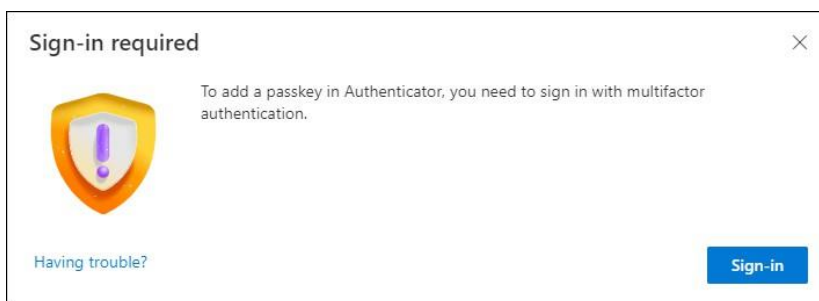 Sign-in required
To add a passkey in Authenticator, you need to sign in with multifactor
authentication.
Having trouble?
Sign-in